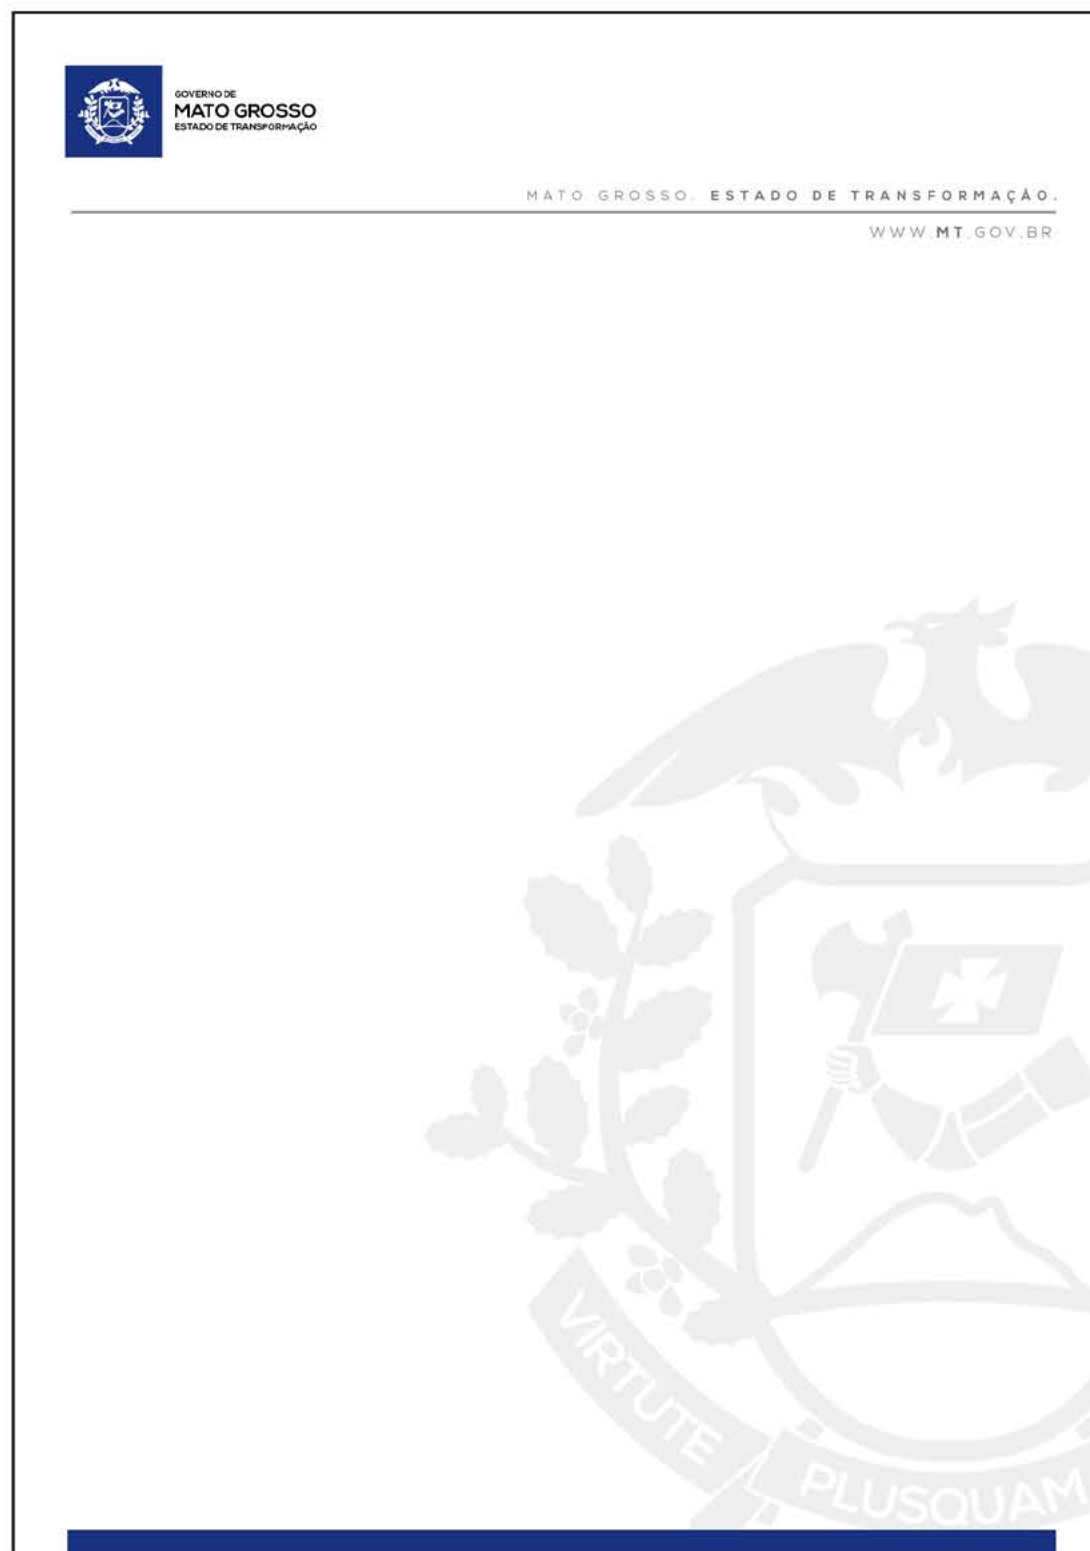 GOVERNO DE
MATO GROSSO
ESTADO DE TRANSFORMAÇÃO
MATO GROSSO. ESTADO DE TRANSFORMAÇÃO.
WWW.MT.GOV.BR
VIRTUTE
PLUSQUAM